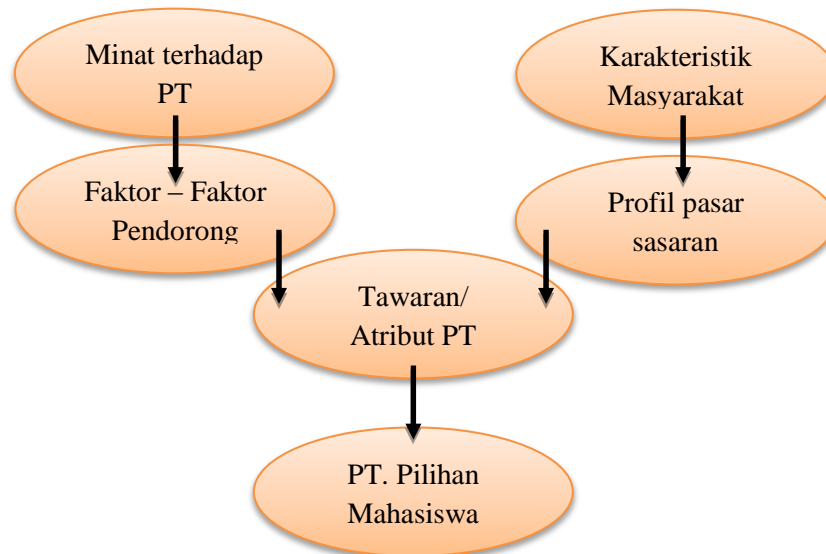 Minat terhadap
PT
Karakteristik
Masyarakat
Faktor – Faktor
Pendorong
Profil pasar
sasaran
Tawaran/
Atribut PT
PT. Pilihan
Mahasiswa